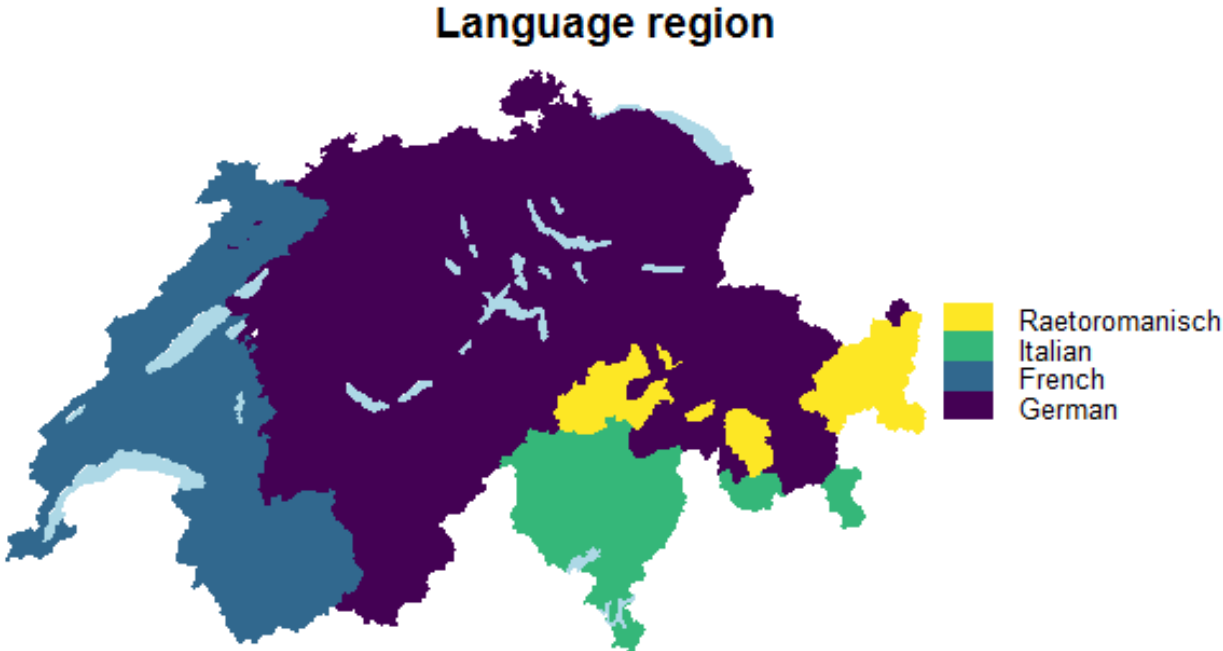 Language region
Raetoromanisch
Italian
French
German